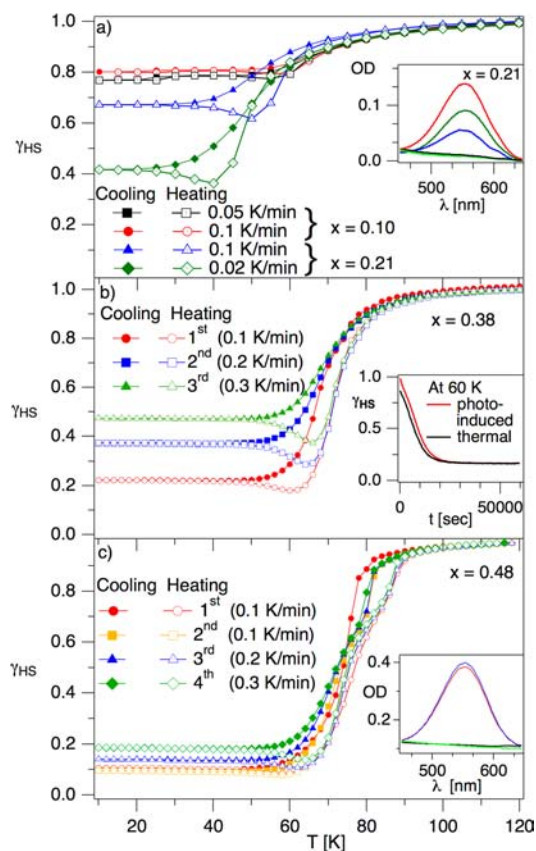 a)
1.0
0.8
0.6
0.4
0.2
γHS
OD
x = 0.21
0.1
0.0
500 600
λ [nm]
Cooling Heating
0.05 K/min
0.1 K/min
} x = 0.10
0.1 K/min
0.02 K/min
} x = 0.21
b)
1.0
0.8
0.6
0.4
0.2
0.0
γHS
Cooling Heating
1st (0.1 K/min)
2nd (0.2 K/min)
3rd (0.3 K/min)
x = 0.38
1.0
γHS
0.5
0.0
At 60 K
photo-
induced
thermal
0 50000
t [sec]
c)
1.0
0.8
0.6
0.4
0.2
0.0
γHS
Cooling Heating
1st (0.1 K/min)
2nd (0.1 K/min)
3rd (0.2 K/min)
4th (0.3 K/min)
x = 0.48
0.4
OD
0.2
500 600
λ [nm]
20 40 60 80 100 120
T [K]